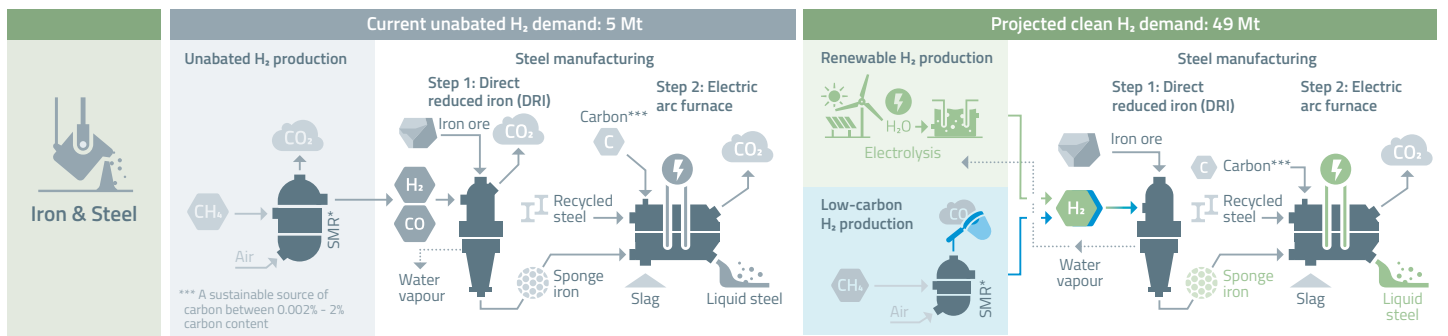 Current unabated H₂ demand: 5 Mt
Projected clean H₂ demand: 49 Mt
Iron & Steel
Unabated H₂ production
CO₂
CH₄
Air
SMR*
*** A sustainable source of
carbon between 0.002% - 2%
carbon content
Steel manufacturing
Step 1: Direct
reduced iron (DRI)
Iron ore
CO₂
H₂
CO
Water
vapour
Sponge
iron
Step 2: Electric
arc furnace
Carbon***
C
CO₂
Recycled
steel
Slag
Liquid steel
Renewable H₂ production
H₂O
Electrolysis
Low-carbon
H₂ production
CO₂
CH₄
Air
SMR*
Steel manufacturing
Step 1: Direct
reduced iron (DRI)
Iron ore
H₂
Water
vapour
Sponge
iron
Step 2: Electric
arc furnace
C
Carbon***
CO₂
Recycled
steel
Slag
Liquid
steel